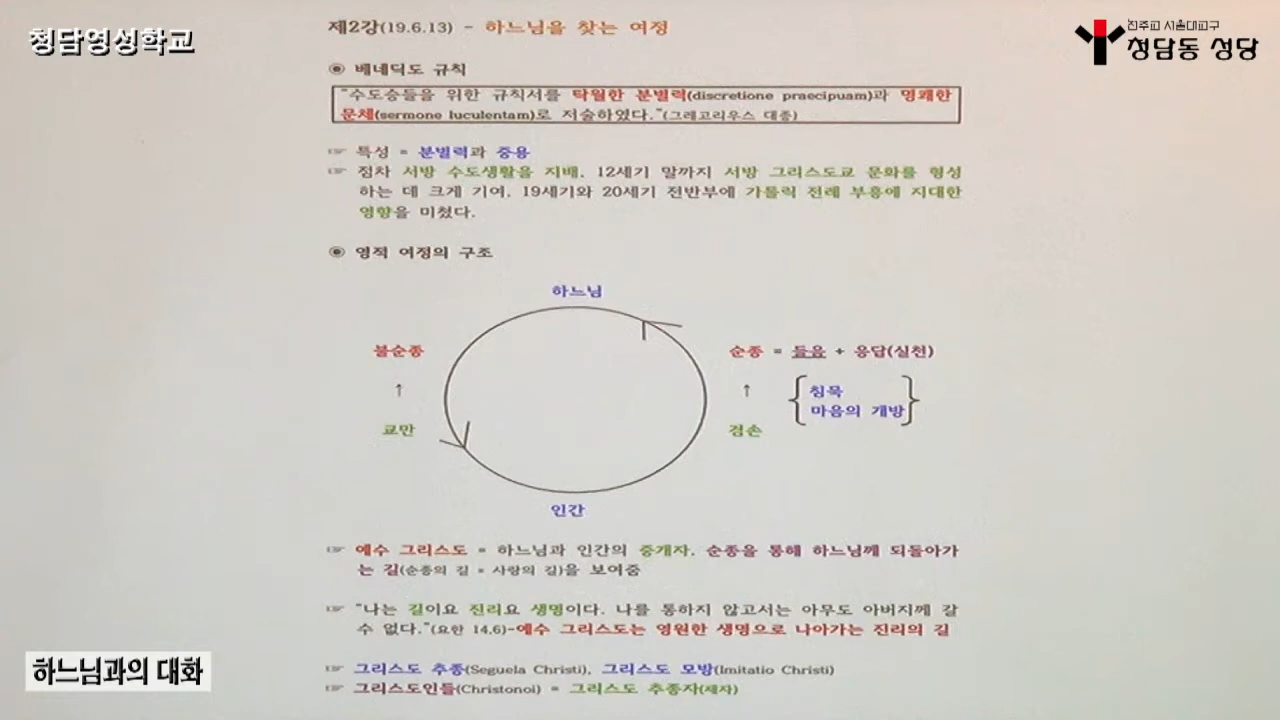 청담영성학교
천주교 서울대교구
청담동 성당
제2강(19.6.13) - 하느님을 찾는 여정
◉ 베네딕도 규칙
"수도승들을 위한 규칙서를 탁월한 분별력(discretione praecipuam)과 명쾌한
문체(sermone luculentam)로 저술하였다."(그레고리우스 대종)
☞ 특성 = 분별력과 중용
☞ 점차 서방 수도생활을 지배, 12세기 말까지 서방 그리스도교 문화를 형성
하는 데 크게 기여, 19세기와 20세기 전반부에 가톨릭 전례 부흥에 지대한
영향을 미쳤다.
◉ 영적 여정의 구조
하느님
불순종
순종 = 들음 + 응답(실천)
↑
↑
침묵
마음의 개방
교만
겸손
인간
☞ 예수 그리스도 = 하느님과 인간의 중개자. 순종을 통해 하느님께 되돌아가
는 길(순종의 길 = 사랑의 길)을 보여줌
☞ "나는 길이요 진리요 생명이다. 나를 통하지 않고서는 아무도 아버지께 갈
수 없다."(요한 14,6)-예수 그리스도는 영원한 생명으로 나아가는 진리의 길
☞ 그리스도 추종(Seguela Christi), 그리스도 모방(Imitatio Christi)
☞ 그리스도인들(Christonoi) = 그리스도 추종자(제자)
하느님과의 대화